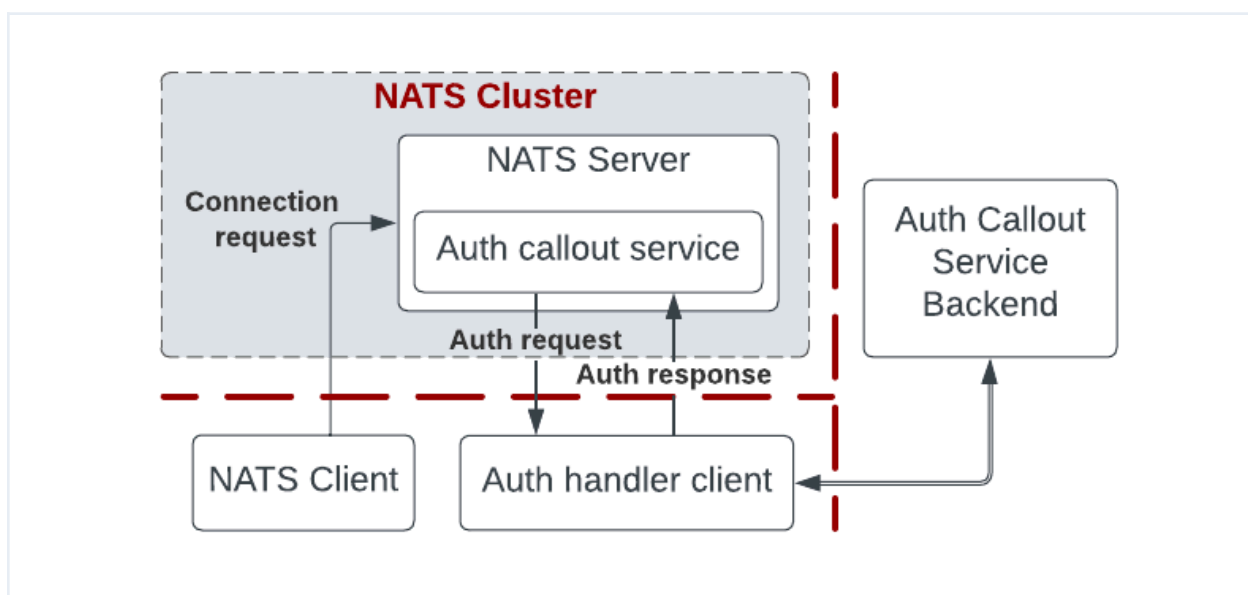 NATS Cluster
NATS Server
Connection
request
Auth callout service
Auth Callout
Service
Backend
Auth request
Auth response
NATS Client
Auth handler client